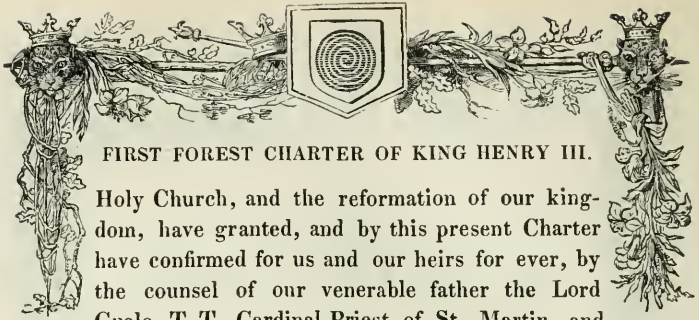 FIRST FOREST CHARTER OF KING HENRY III.
Holy Church, and the reformation of our king-
dom, have granted, and by this present Charter
have confirmed for us and our heirs for ever, by
the counsel of our venerable father the Lord
Gualo, T. T. Cardinal Priest of St. Martin, and